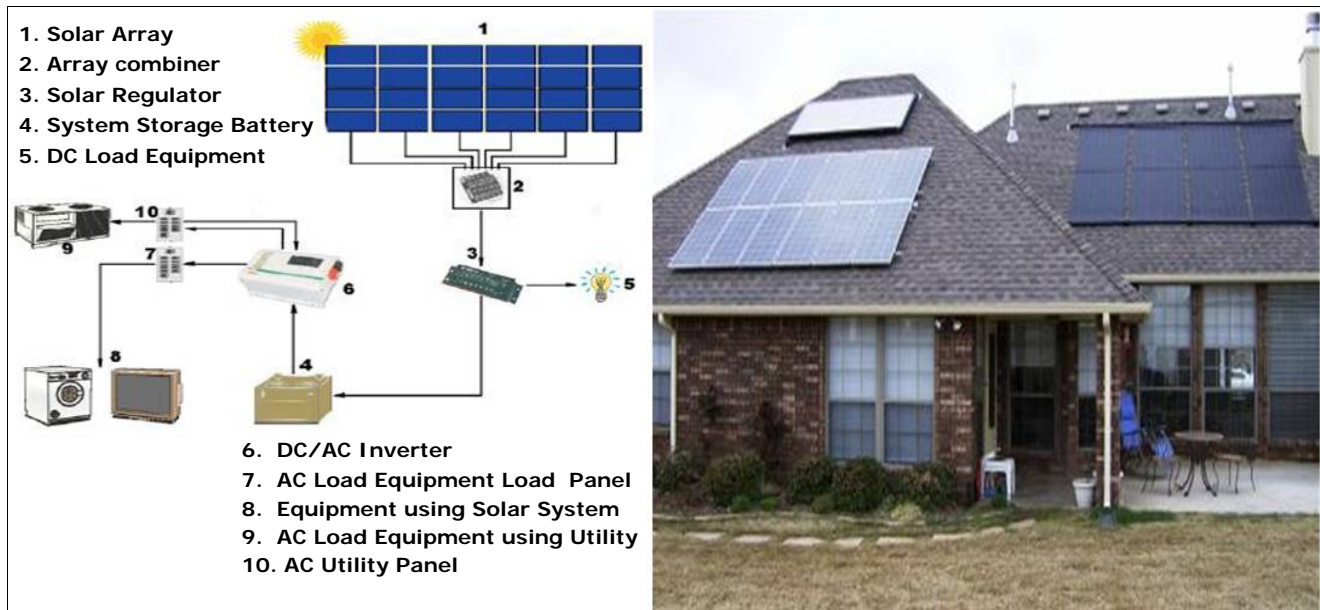 1. Solar Array
2. Array combiner
3. Solar Regulator
4. System Storage Battery
5. DC Load Equipment
1
2
10
3
7
9
6
5
8
4
6. DC/AC Inverter
7. AC Load Equipment Load Panel
8. Equipment using Solar System
9. AC Load Equipment using Utility
10. AC Utility Panel